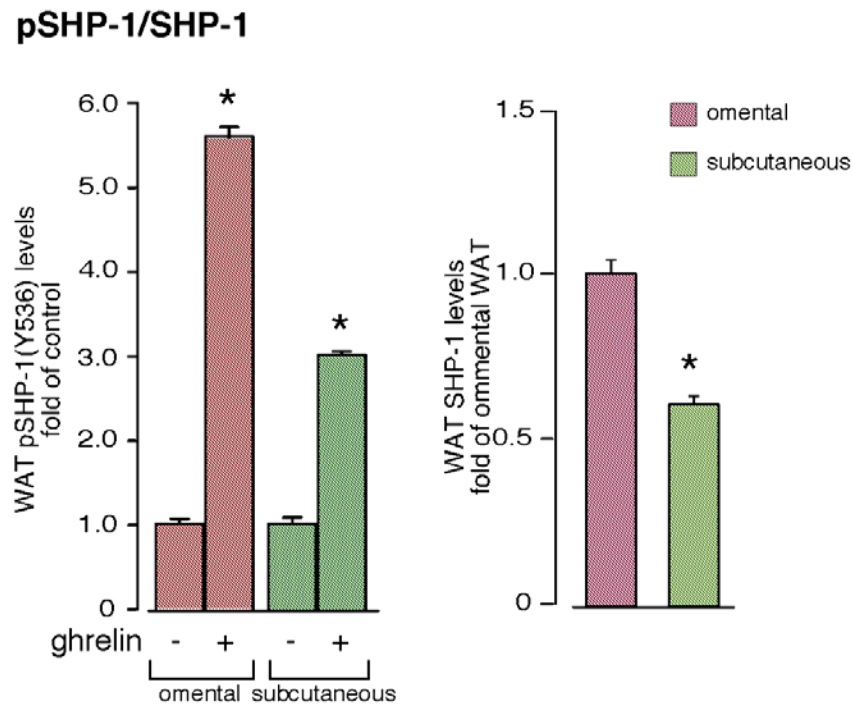 pSHP-1/SHP-1
WAT pSHP-1(Y536) levels
fold of control
6.0
5.0
4.0
3.0
2.0
1.0
0
*
*
ghrelin - + - +
omental subcutaneous
WAT SHP-1 levels
fold of ommental WAT
1.5
1.0
0.5
0
*
omental
subcutaneous